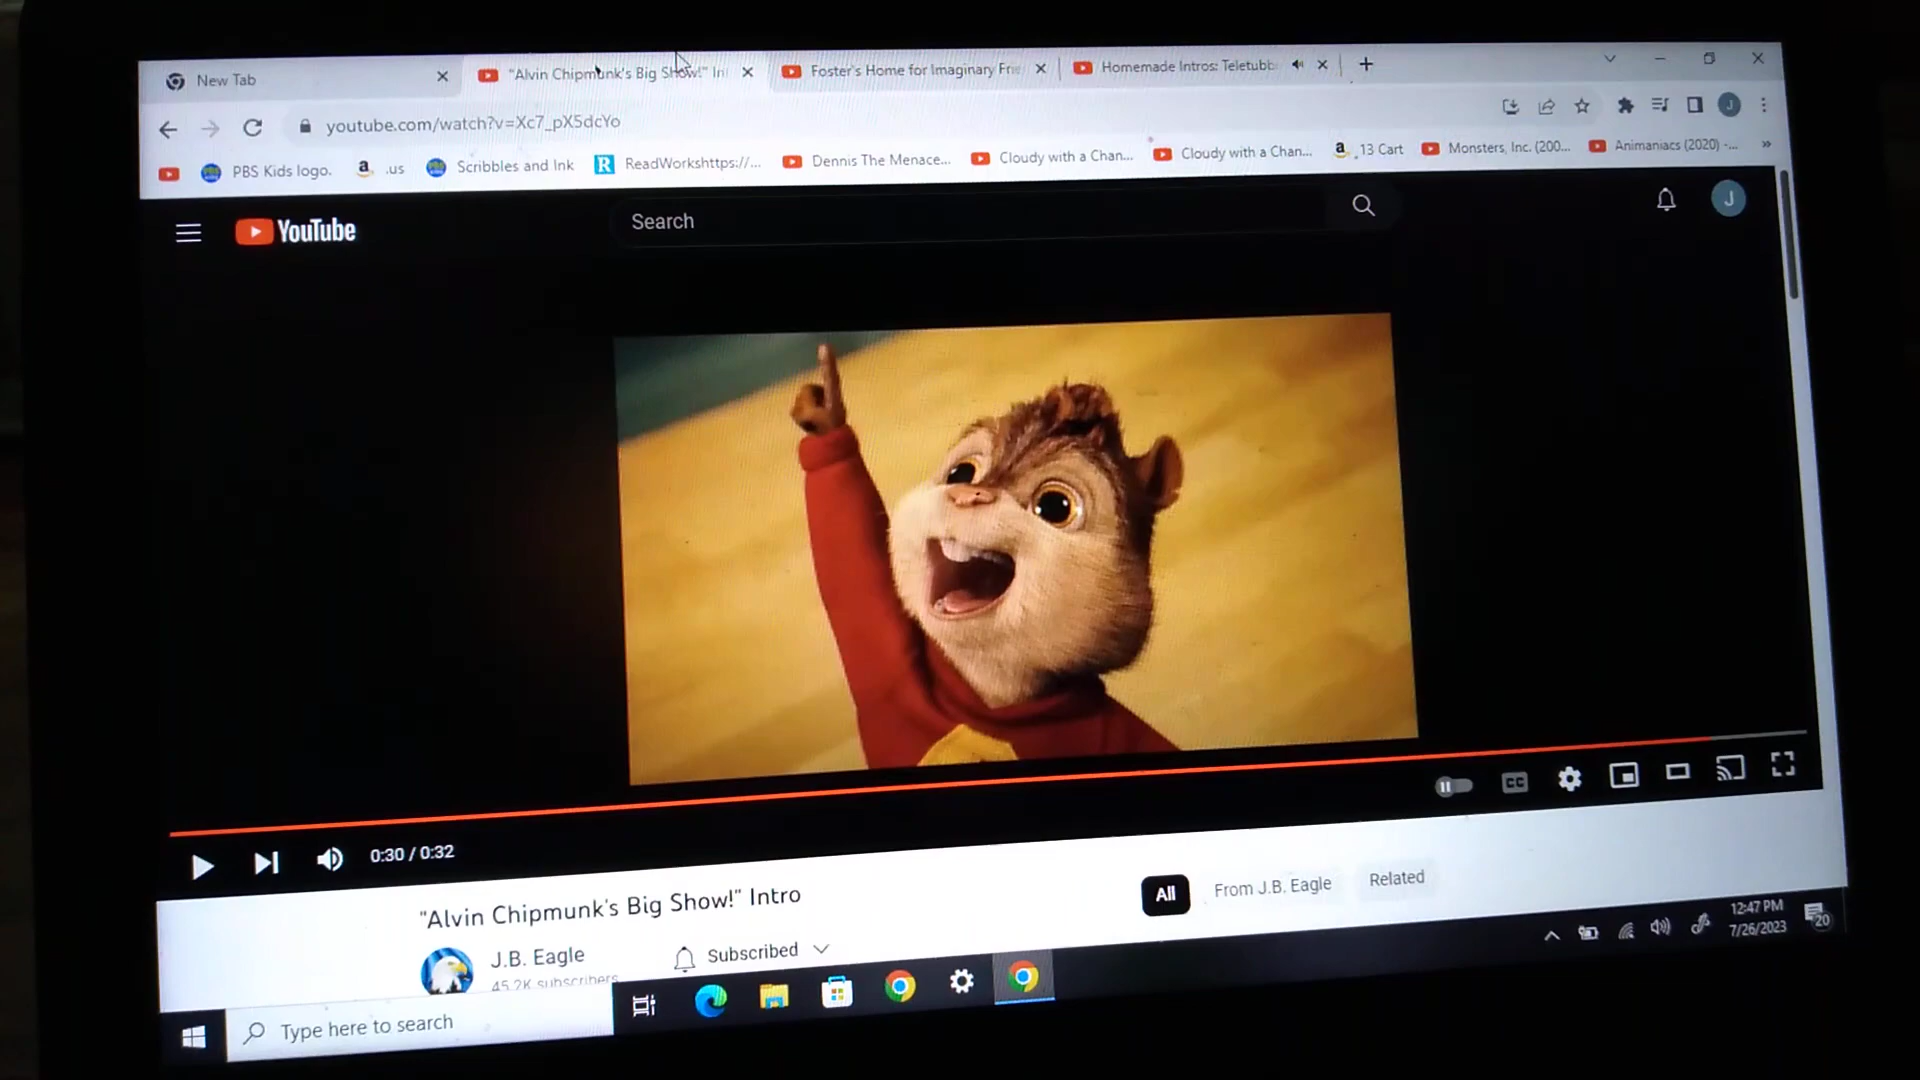 New Tab
"Alvin Chipmunk's Big Show!" In
Foster's Home for Imaginary Frie
Homemade Intros: Teletubb
youtube.com/watch?v=Xc7_pX5dcYo
J
PBS Kids logo.
.us
Scribbles and Ink
ReadWorkshttps://...
Dennis The Menace...
Cloudy with a Chan...
Cloudy with a Chan...
.13 Cart
Monsters, Inc. (200...
Animaniacs (2020) -...
YouTube
Search
J
CC
0:30 / 0:32
"Alvin Chipmunk's Big Show!" Intro
All
From J.B. Eagle
Related
J.B. Eagle
45.2K subscribers
Subscribed
12:47 PM
7/26/2023
20
Type here to search